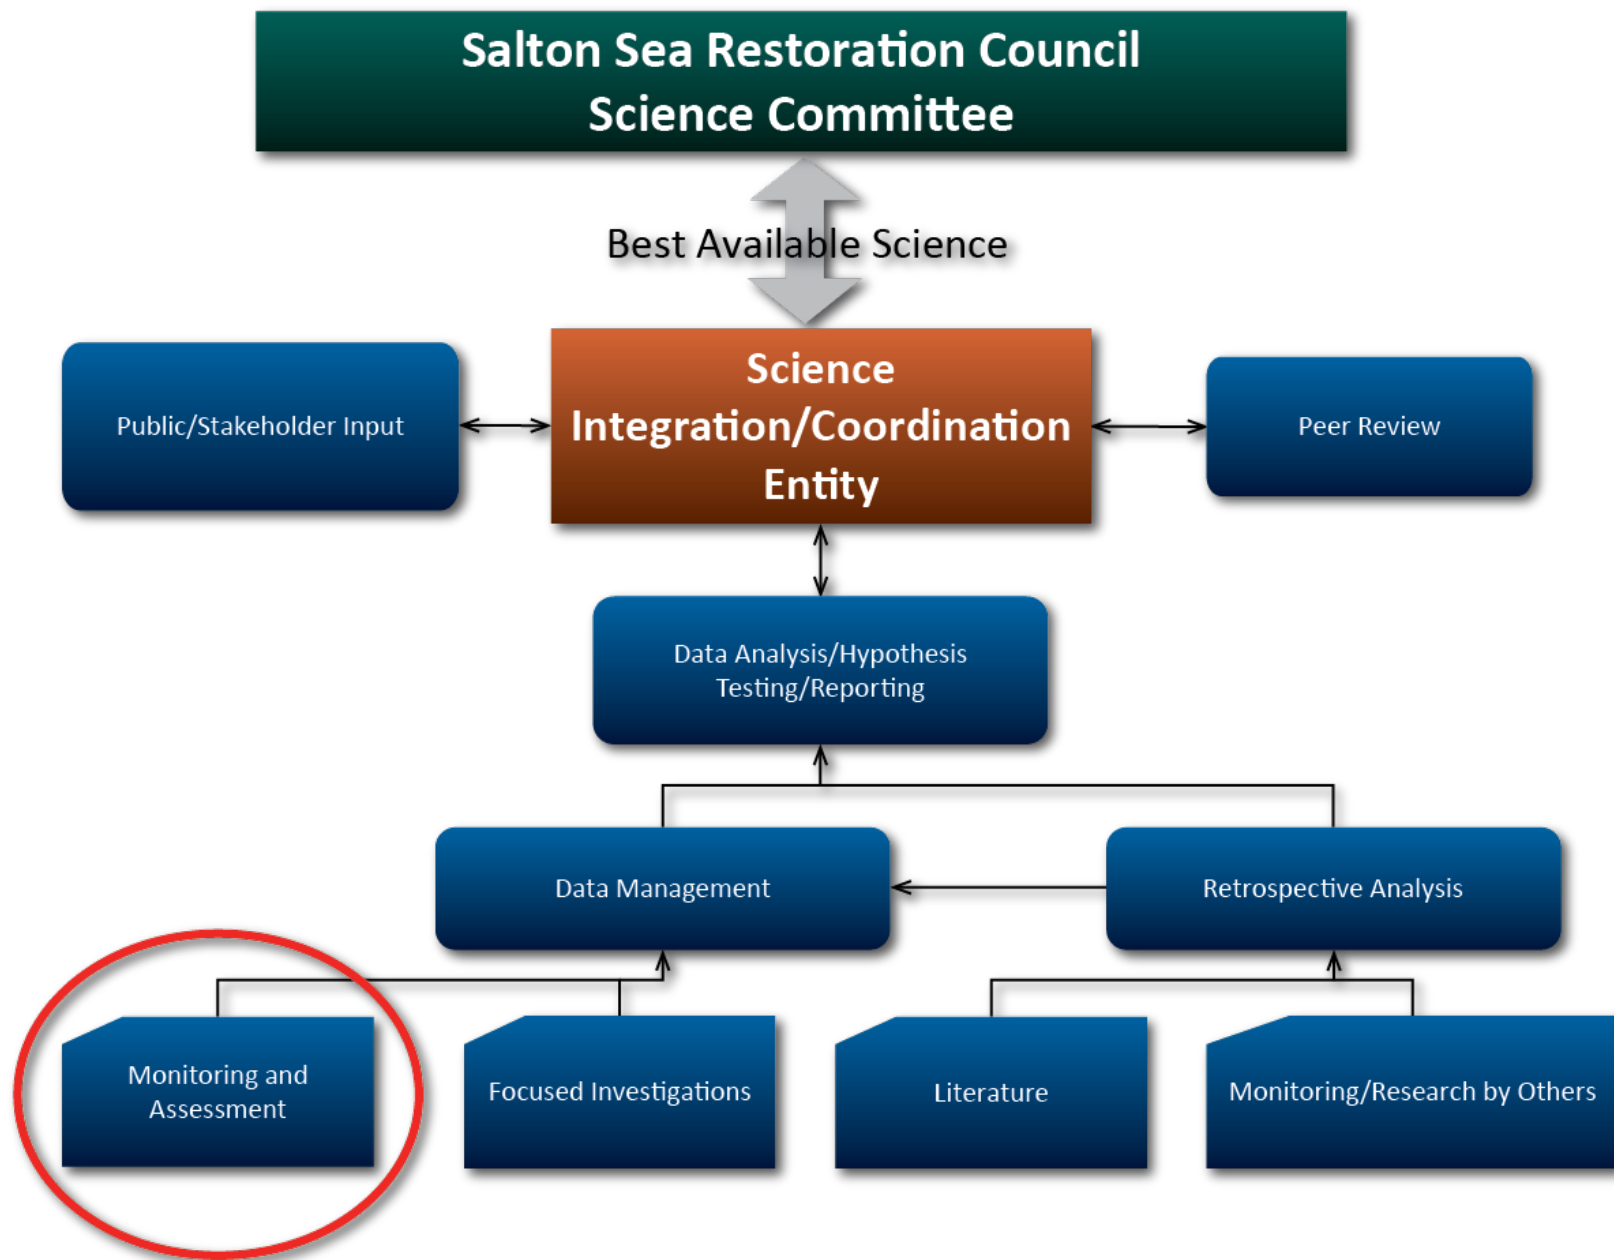 Salton Sea Restoration Council
Science Committee
Best Available Science
Public/Stakeholder Input
Science
Integration/Coordination
Entity
Peer Review
Data Analysis/Hypothesis
Testing/Reporting
Data Management
Retrospective Analysis
Monitoring and
Assessment
Focused Investigations
Literature
Monitoring/Research by Others